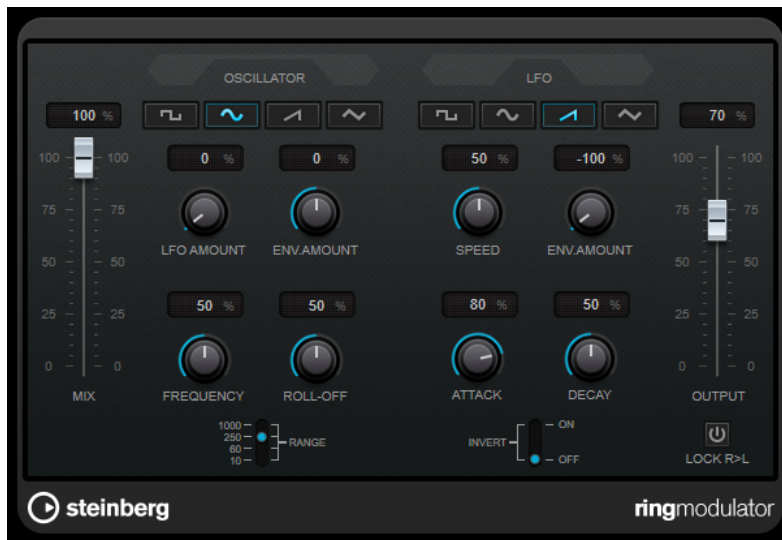 OSCILLATOR
LFO
100 %
70 %
0 %
0 %
50 %
-100 %
100 100
75 75
50 50
25 25
0 0
MIX
LFO AMOUNT
ENV.AMOUNT
SPEED
ENV.AMOUNT
100 100
75 75
50 50
25 25
0 0
OUTPUT
50 %
50 %
80 %
50 %
FREQUENCY
ROLL-OFF
ATTACK
DECAY
1000
250
60
10
RANGE
INVERT
ON
OFF
LOCK R>L
steinberg
ringmodulator